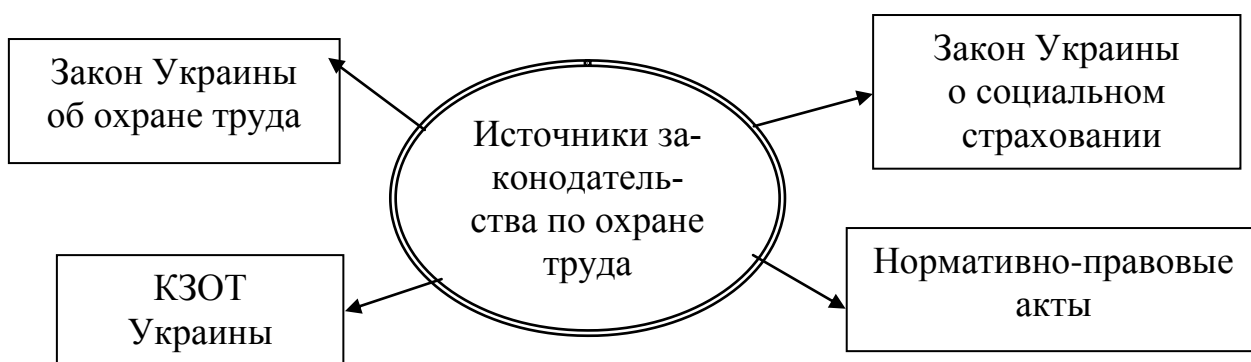 Закон Украины
об охране труда
Закон Украины
о социальном
страховании
Источники за-
конодатель-
ства по охране
труда
КЗОТ
Украины
Нормативно-правовые
акты